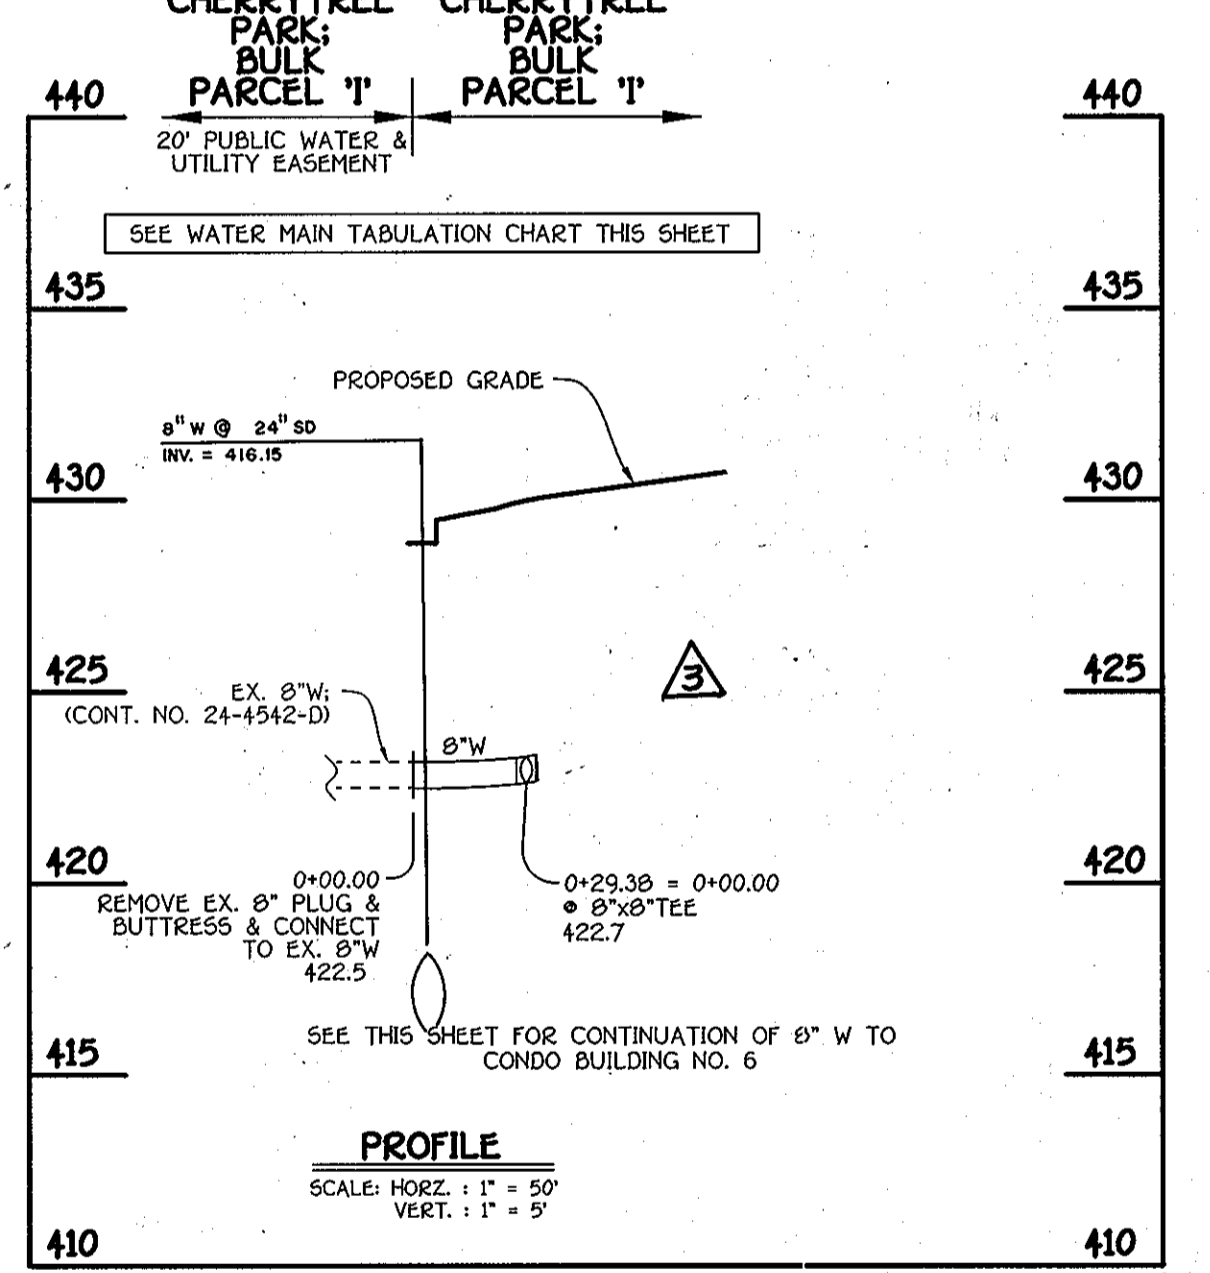 CHERRYTREE CHERRYTREE
PARK; PARK;
BULK BULK
PARCEL 'I' PARCEL 'I'
440 440
20' PUBLIC WATER &
UTILITY EASEMENT
SEE WATER MAIN TABULATION CHART THIS SHEET
435 435
PROPOSED GRADE
8" W @ 24" SD
INV. = 416.15
430 430
425 425
3
EX. 8"W;
(CONT. NO. 24-4542-D)
8"W
420 420
0+00.00
REMOVE EX. 8" PLUG &
BUTTRESS & CONNECT
TO EX. 8"W
422.5
0+29.38 = 0+00.00
@ 8"x8"TEE
422.7
SEE THIS SHEET FOR CONTINUATION OF 8" W TO
CONDO BUILDING NO. 6
415 415
PROFILE
SCALE: HORZ. : 1" = 50'
VERT. : 1" = 5'
410 410